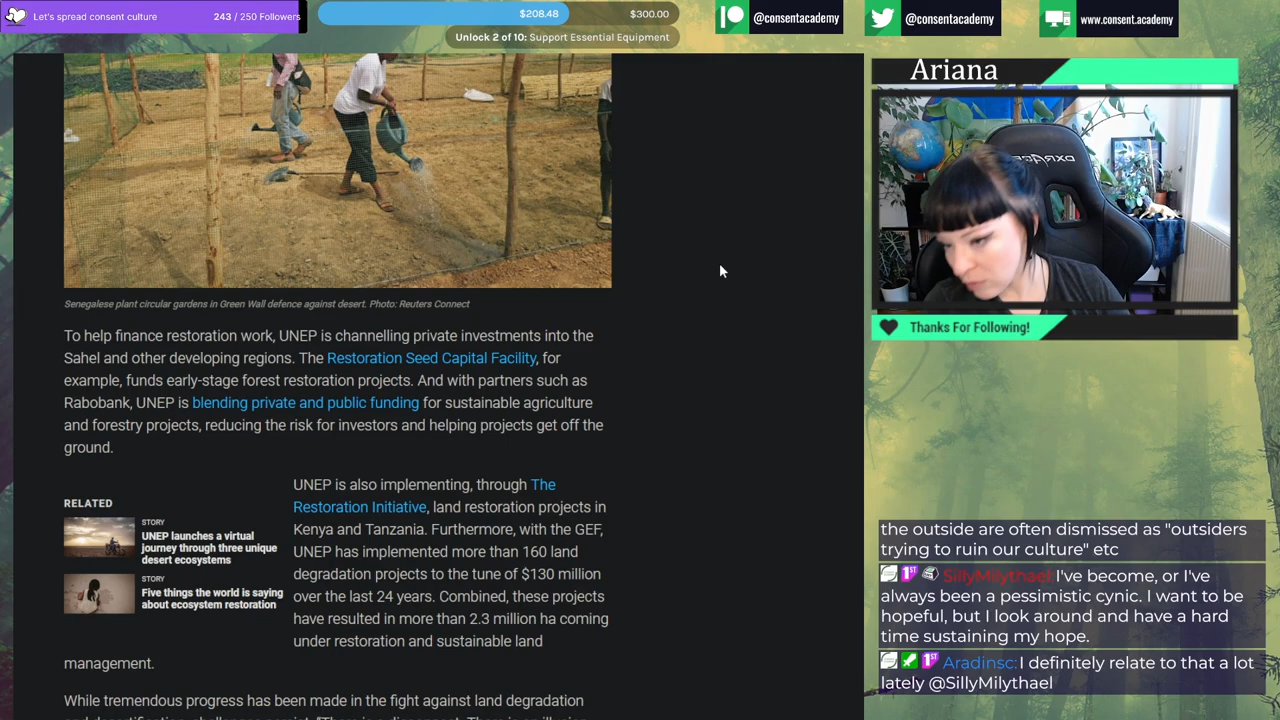 Let's spread consent culture
243 / 250 Followers
$208.48
$300.00
Unlock 2 of 10: Support Essential Equipment
@consentacademy
@consentacademy
www.consent.academy
Ariana
Thanks For Following!
Senegalese plant circular gardens in Green Wall defence against desert. Photo: Reuters Connect
To help finance restoration work, UNEP is channelling private investments into the
Sahel and other developing regions. The Restoration Seed Capital Facility, for
example, funds early-stage forest restoration projects. And with partners such as
Rabobank, UNEP is blending private and public funding for sustainable agriculture
and forestry projects, reducing the risk for investors and helping projects get off the
ground.
RELATED
STORY
UNEP launches a virtual
journey through three unique
desert ecosystems
STORY
Five things the world is saying
about ecosystem restoration
UNEP is also implementing, through The
Restoration Initiative, land restoration projects in
Kenya and Tanzania. Furthermore, with the GEF,
UNEP has implemented more than 160 land
degradation projects to the tune of $130 million
over the last 24 years. Combined, these projects
have resulted in more than 2.3 million ha coming
under restoration and sustainable land
management.
While tremendous progress has been made in the fight against land degradation
the outside are often dismissed as "outsiders
trying to ruin our culture" etc
SillyMilythael: I've become, or I've
always been a pessimistic cynic. I want to be
hopeful, but I look around and have a hard
time sustaining my hope.
Aradinsc: I definitely relate to that a lot
lately @SillyMilythael